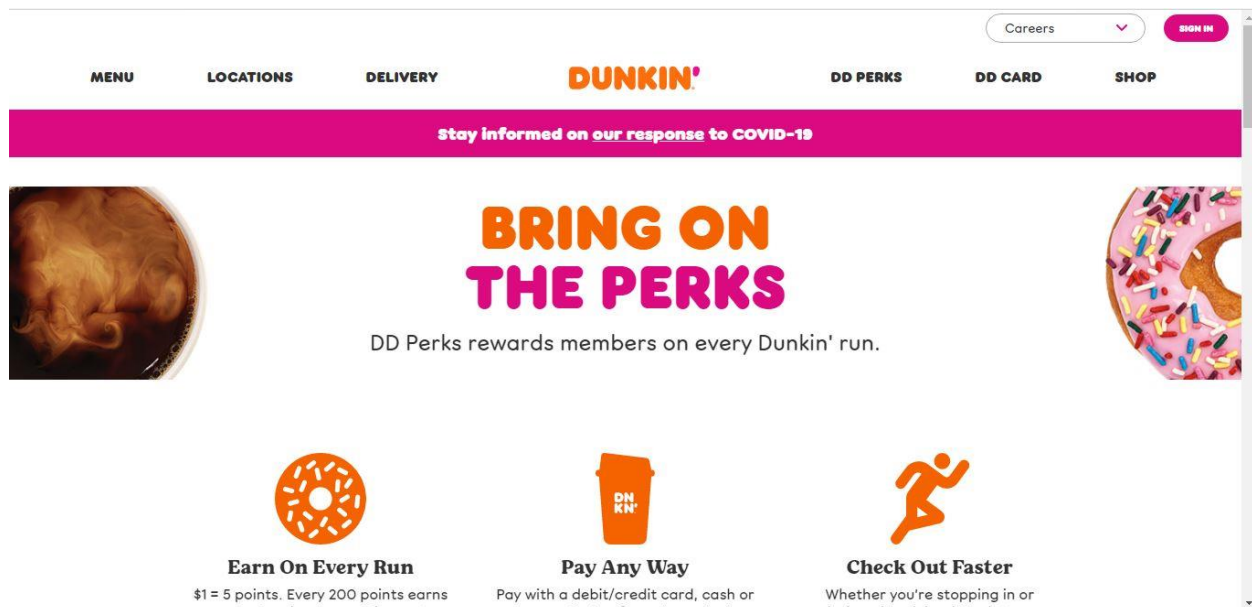 Careers
SIGN IN
MENU
LOCATIONS
DELIVERY
DUNKIN'
DD PERKS
DD CARD
SHOP
Stay informed on our response to COVID-19
BRING ON
THE PERKS
DD Perks rewards members on every Dunkin' run.
DN
KN'
Earn On Every Run
$1 = 5 points. Every 200 points earns
Pay Any Way
Pay with a debit/credit card, cash or
Check Out Faster
Whether you're stopping in or